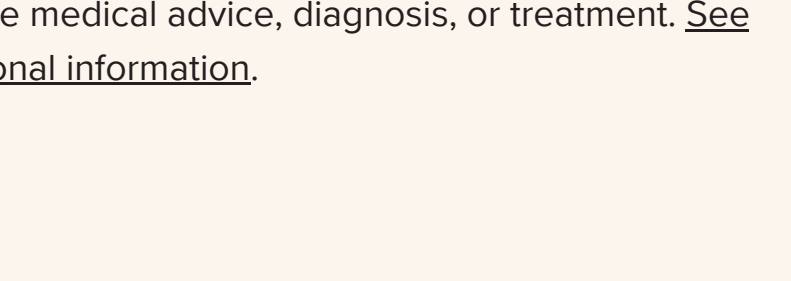 e medical advice, diagnosis, or treatment. See
onal information.